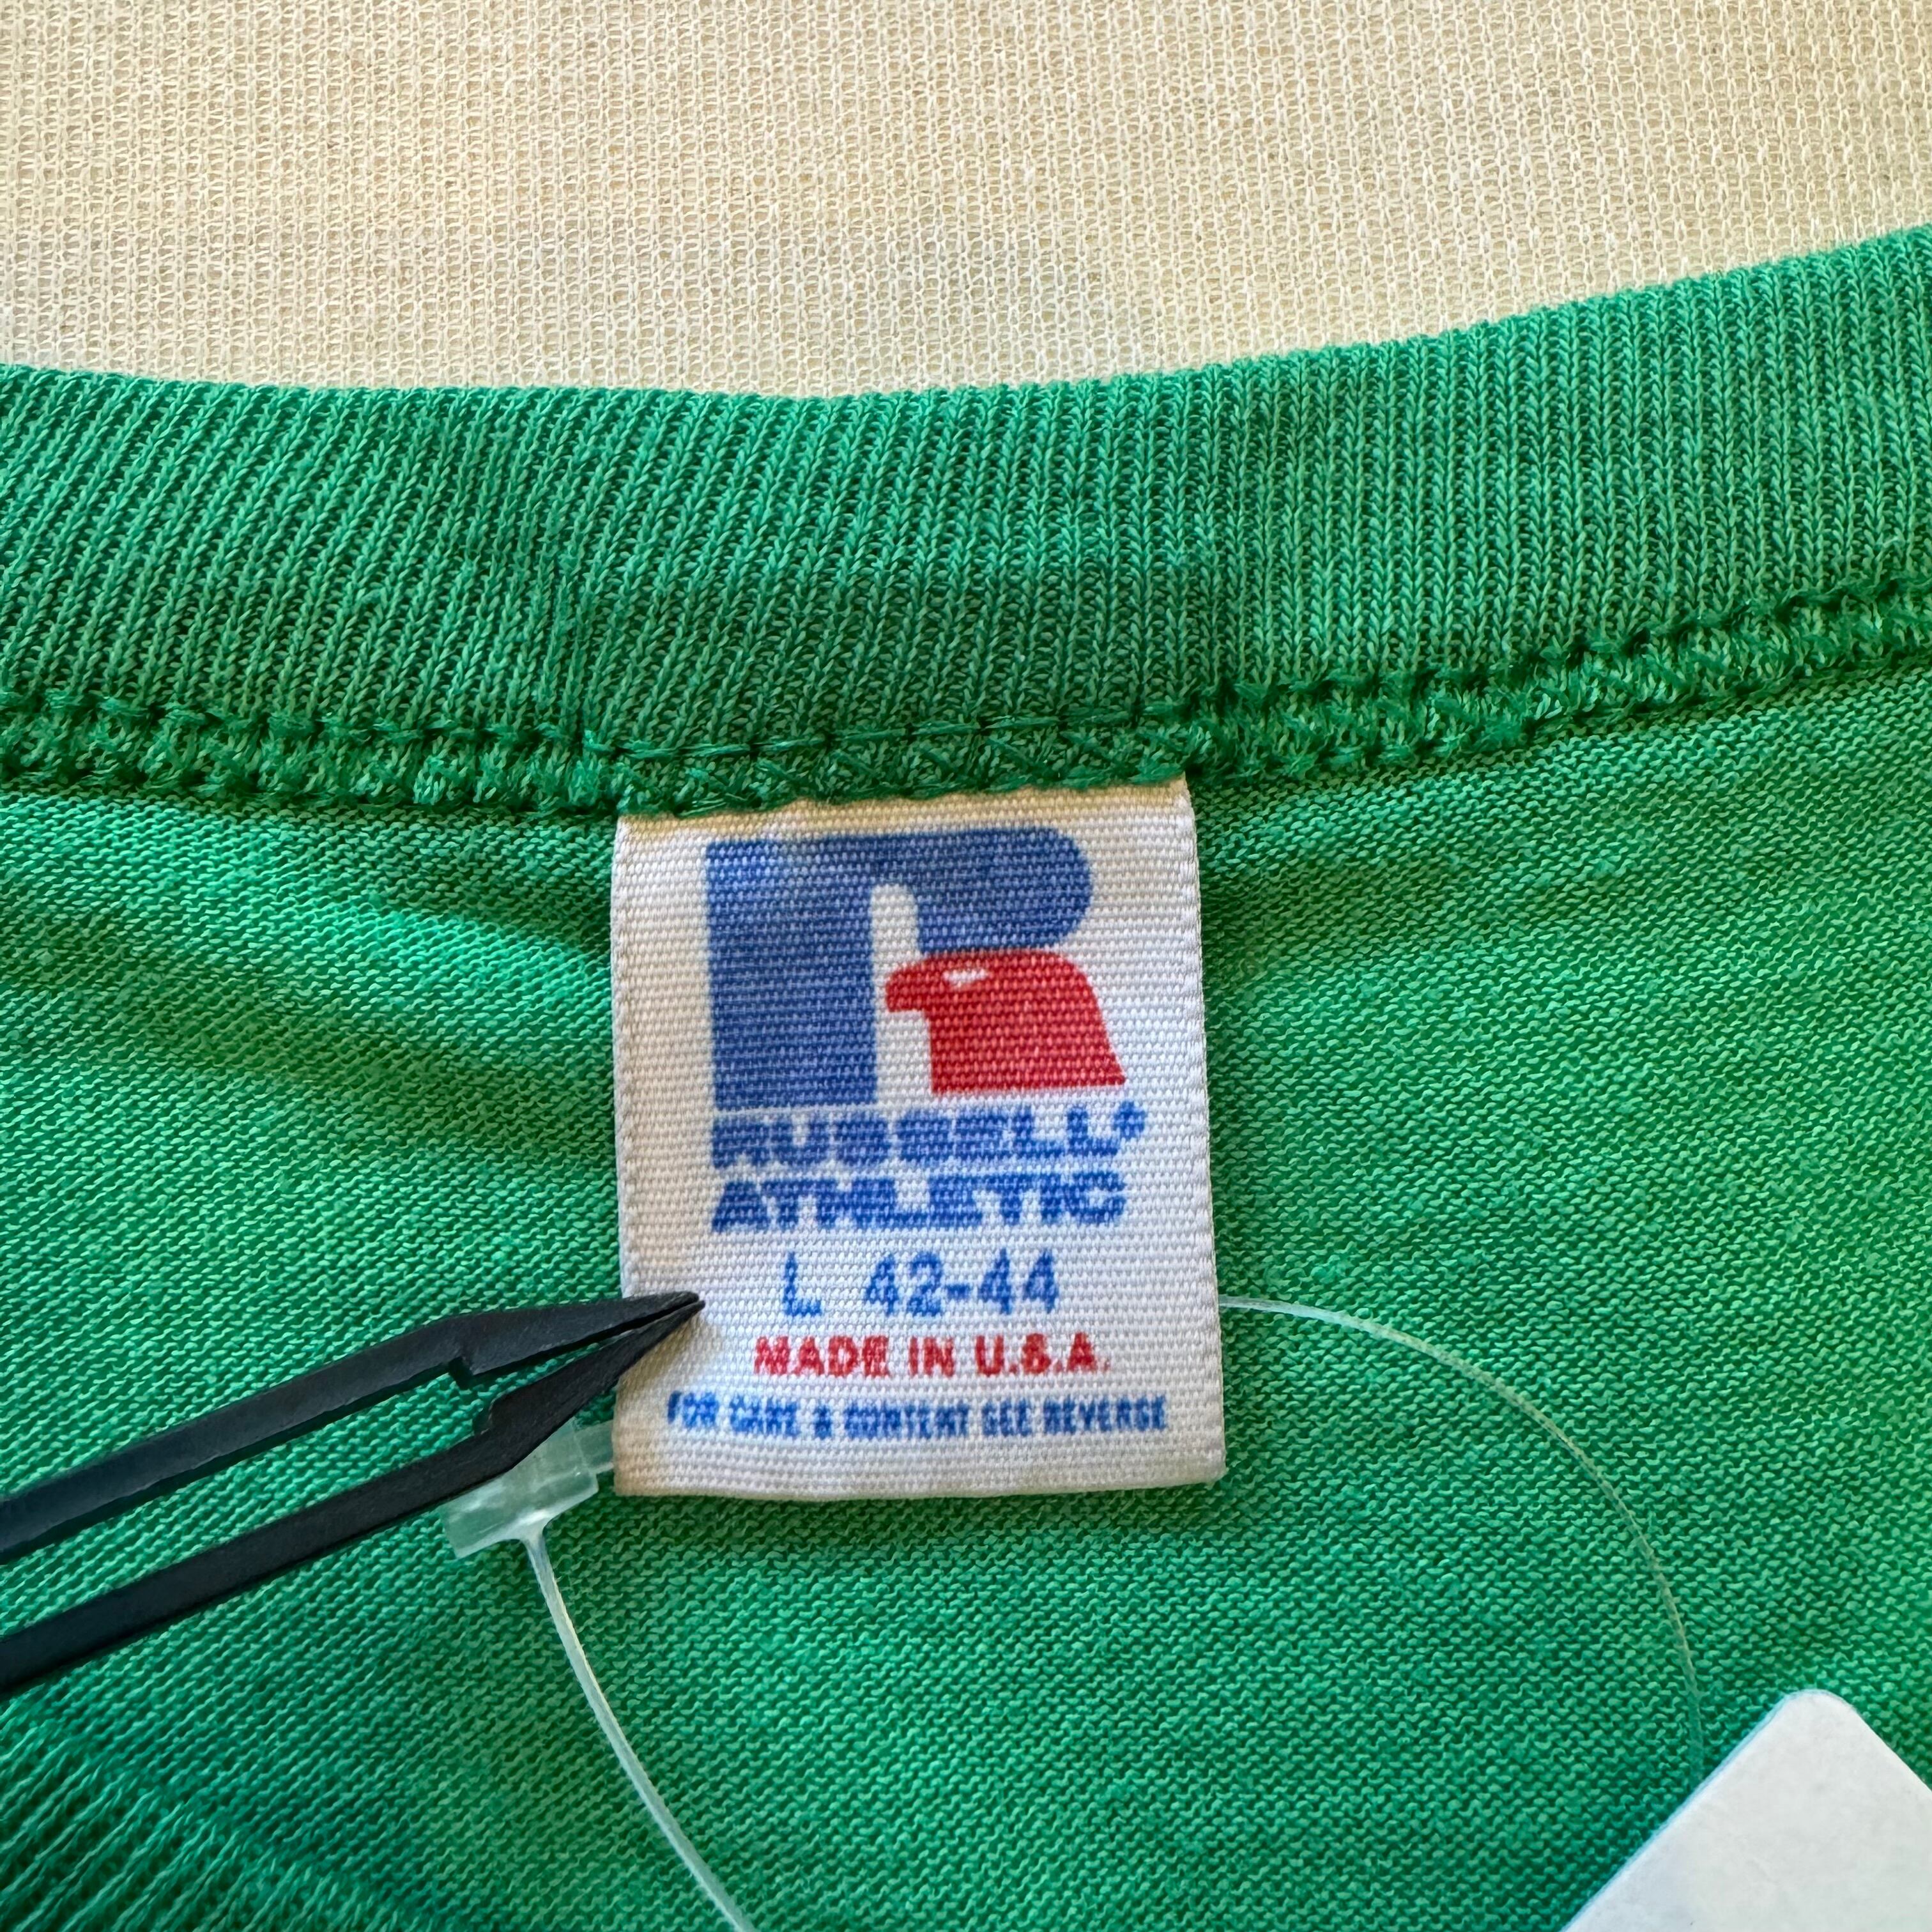 R
RUSSELL®
ATHLETIC
L 42-44
MADE IN U.S.A.
FOR CARE & CONTENT SEE REVERSE